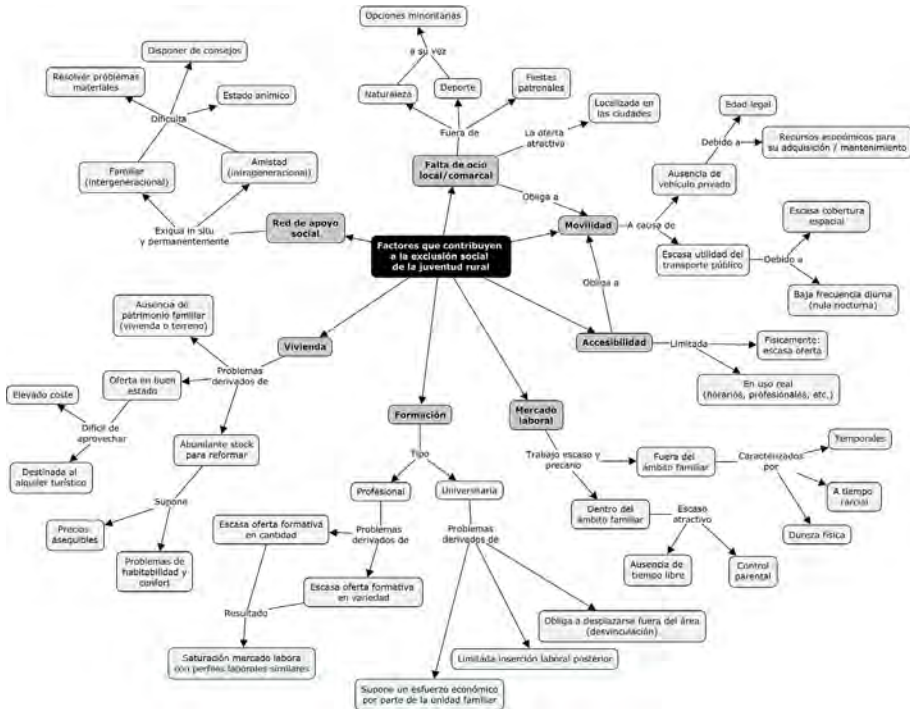 Opciones minoritarias
a su vez
Naturaleza
Deporte
Fiestas
patronales
Fuera de
Falta de ocio
local/comarcal
La oferta
atractiva
Localizada en
las ciudades
Obliga a
Disponer de consejos
Resolver problemas
materiales
Estado anímico
Dificulta
Familiar
(intergeneracional)
Amistad
(intrageneracional)
Exigua in situ
y permanentemente
Red de apoyo
social
Factores que contribuyen
a la exclusión social
de la juventud rural
Movilidad
A causa de
Ausencia de
vehículo privado
Debido a
Edad legal
Recursos económicos para
su adquisición / mantenimiento
Escasa utilidad del
transporte público
Debido a
Escasa cobertura
espacial
Baja frecuencia diurna
(nula nocturna)
Obliga a
Accesibilidad
Limitada
Físicamente:
escasa oferta
En uso real
(horarios, profesionales, etc.)
Vivienda
Problemas
derivados de
Ausencia de
patrimonio familiar
(vivienda o terreno)
Oferta en buen
estado
Difícil de
aprovechar
Elevado coste
Destinada al
alquiler turístico
Abundante stock
para reformar
Supone
Precios
asequibles
Problemas de
habitabilidad y
confort
Formación
Tipo
Profesional
Universitaria
Problemas
derivados de
Escasa oferta formativa
en cantidad
Escasa oferta formativa
en variedad
Resultado
Saturación mercado labora
con perfiles laborales similares
Problemas
derivados de
Obliga a desplazarse fuera del área
(desvinculación)
Limitada inserción laboral posterior
Supone un esfuerzo económico
por parte de la unidad familiar
Mercado
laboral
Trabajo escaso y
precario
Fuera del
ámbito familiar
Caracterizados
por
Temporales
A tiempo
parcial
Dureza física
Dentro del
ámbito familiar
Escaso
atractivo
Ausencia de
tiempo libre
Control
parental